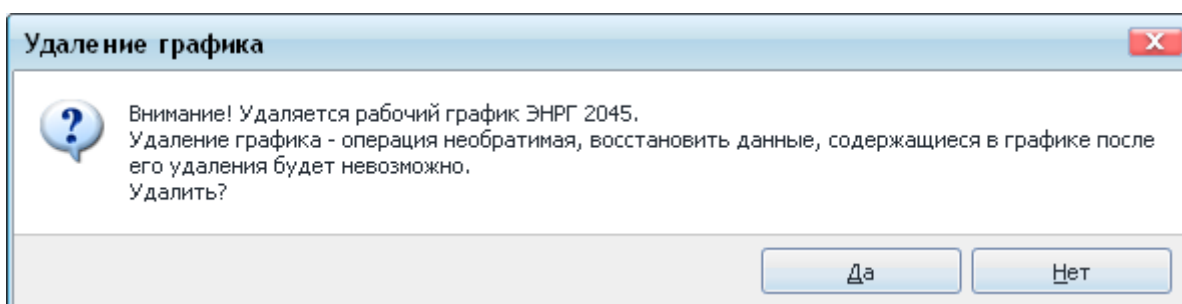 Удаление графика
Внимание! Удаляется рабочий график ЭНРГ 2045.
Удаление графика - операция необратимая, восстановить данные, содержащиеся в графике после
его удаления будет невозможно.
Удалить?
Да
Нет